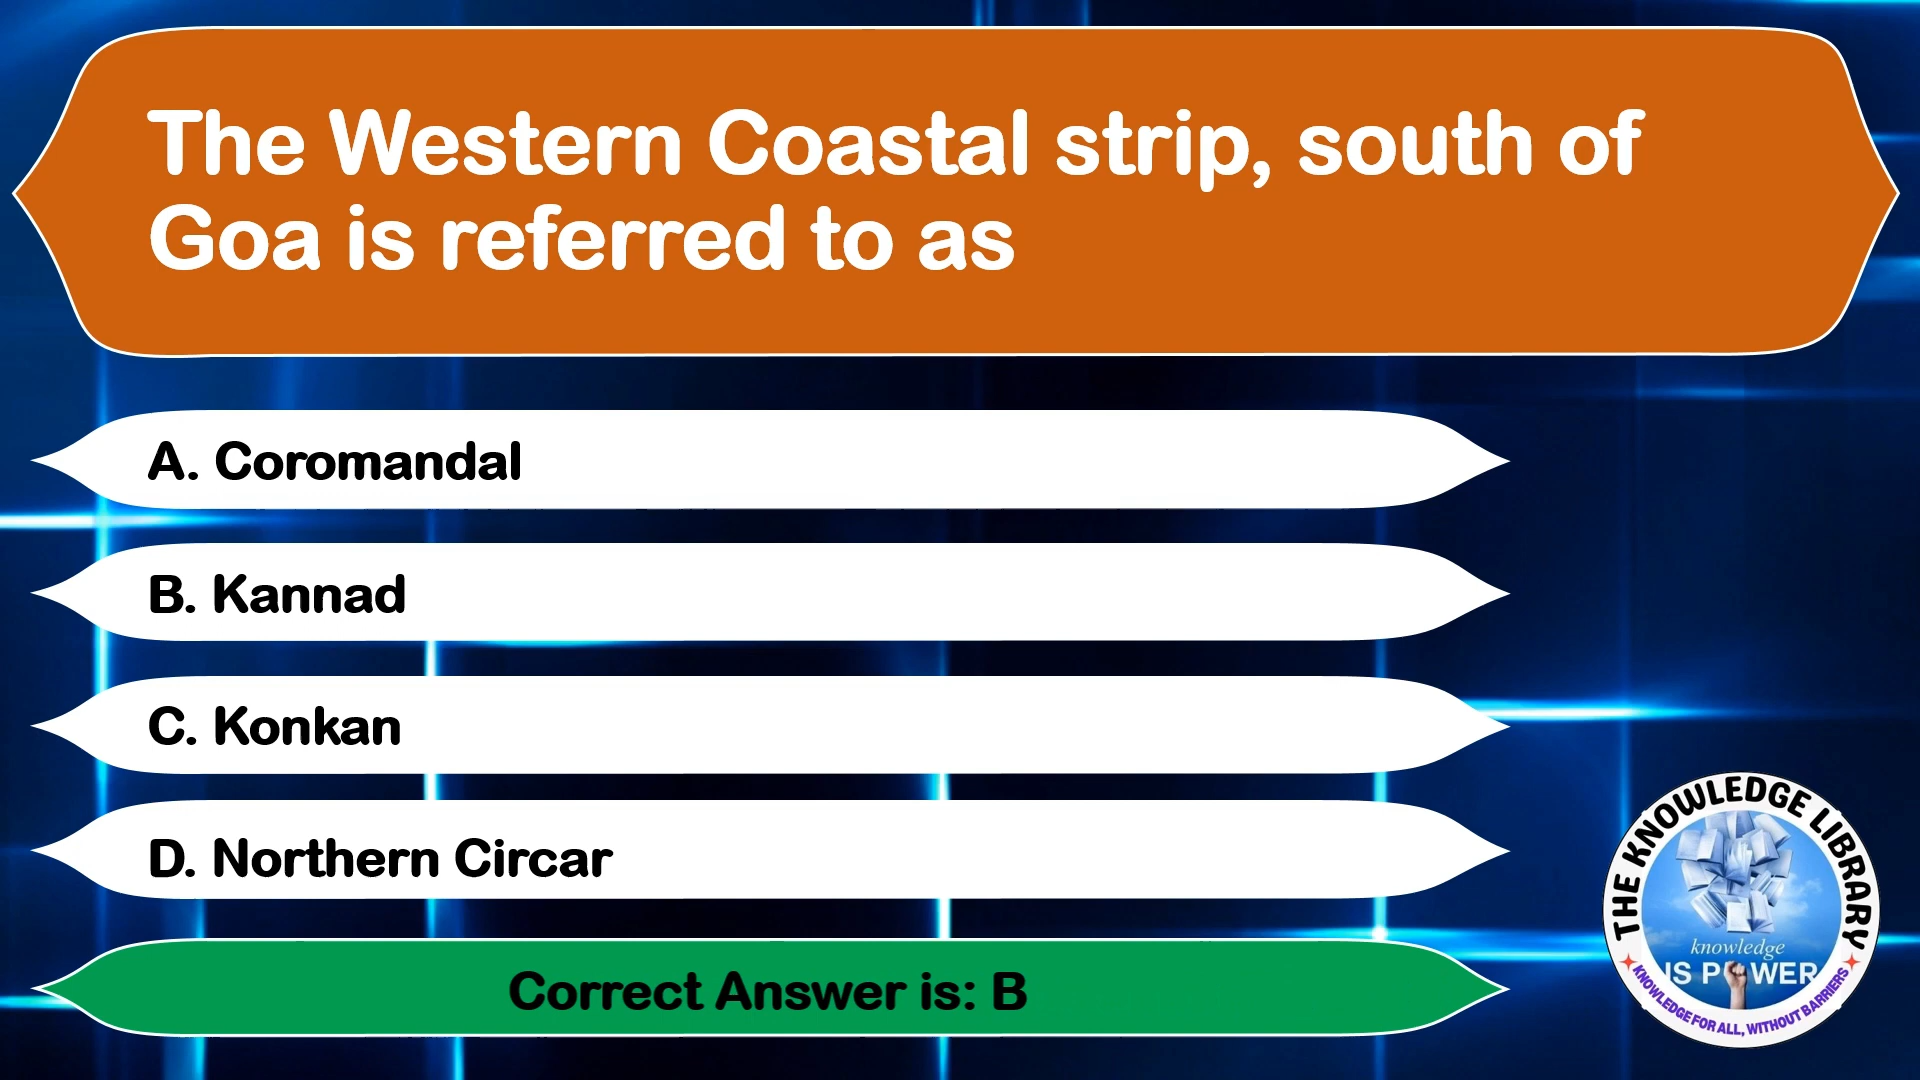 The Western Coastal strip, south of
Goa is referred to as
A. Coromandal
B. Kannad
C. Konkan
D. Northern Circar
Correct Answer is: B
THE KNOWLEDGE LIBRARY
knowledge
IS POWER
KNOWLEDGE FOR ALL, WITHOUT BARRIERS